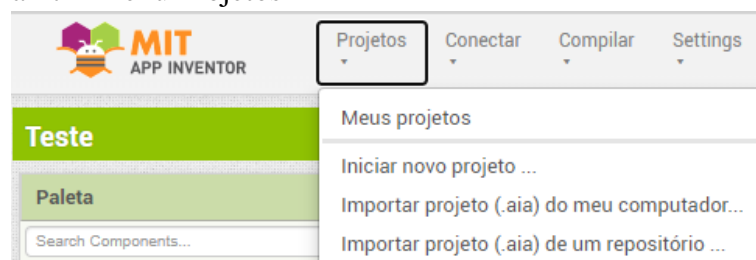 MIT
APP INVENTOR
Projetos Conectar Compilar Settings
Meus projetos
Teste
Iniciar novo projeto ...
Paleta
Importar projeto (.aia) do meu computador...
Search Components...
Importar projeto (.aia) de um repositório ...